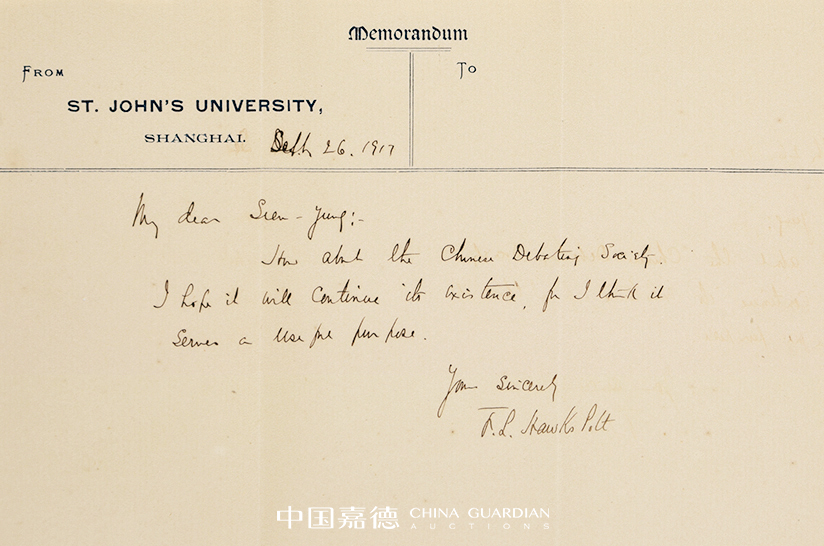 Memorandum
FROM
TO
ST. JOHN'S UNIVERSITY,
SHANGHAI.
Sept 26. 1917
My dear Sien-Yung:-
How about the Chinese Debating Society.
I hope it will continue its existence, for I think it
serves a useful purpose.
Yours Sincerely
F. L. Hawks Pott
中国嘉德 CHINA GUARDIAN
AUCTIONS